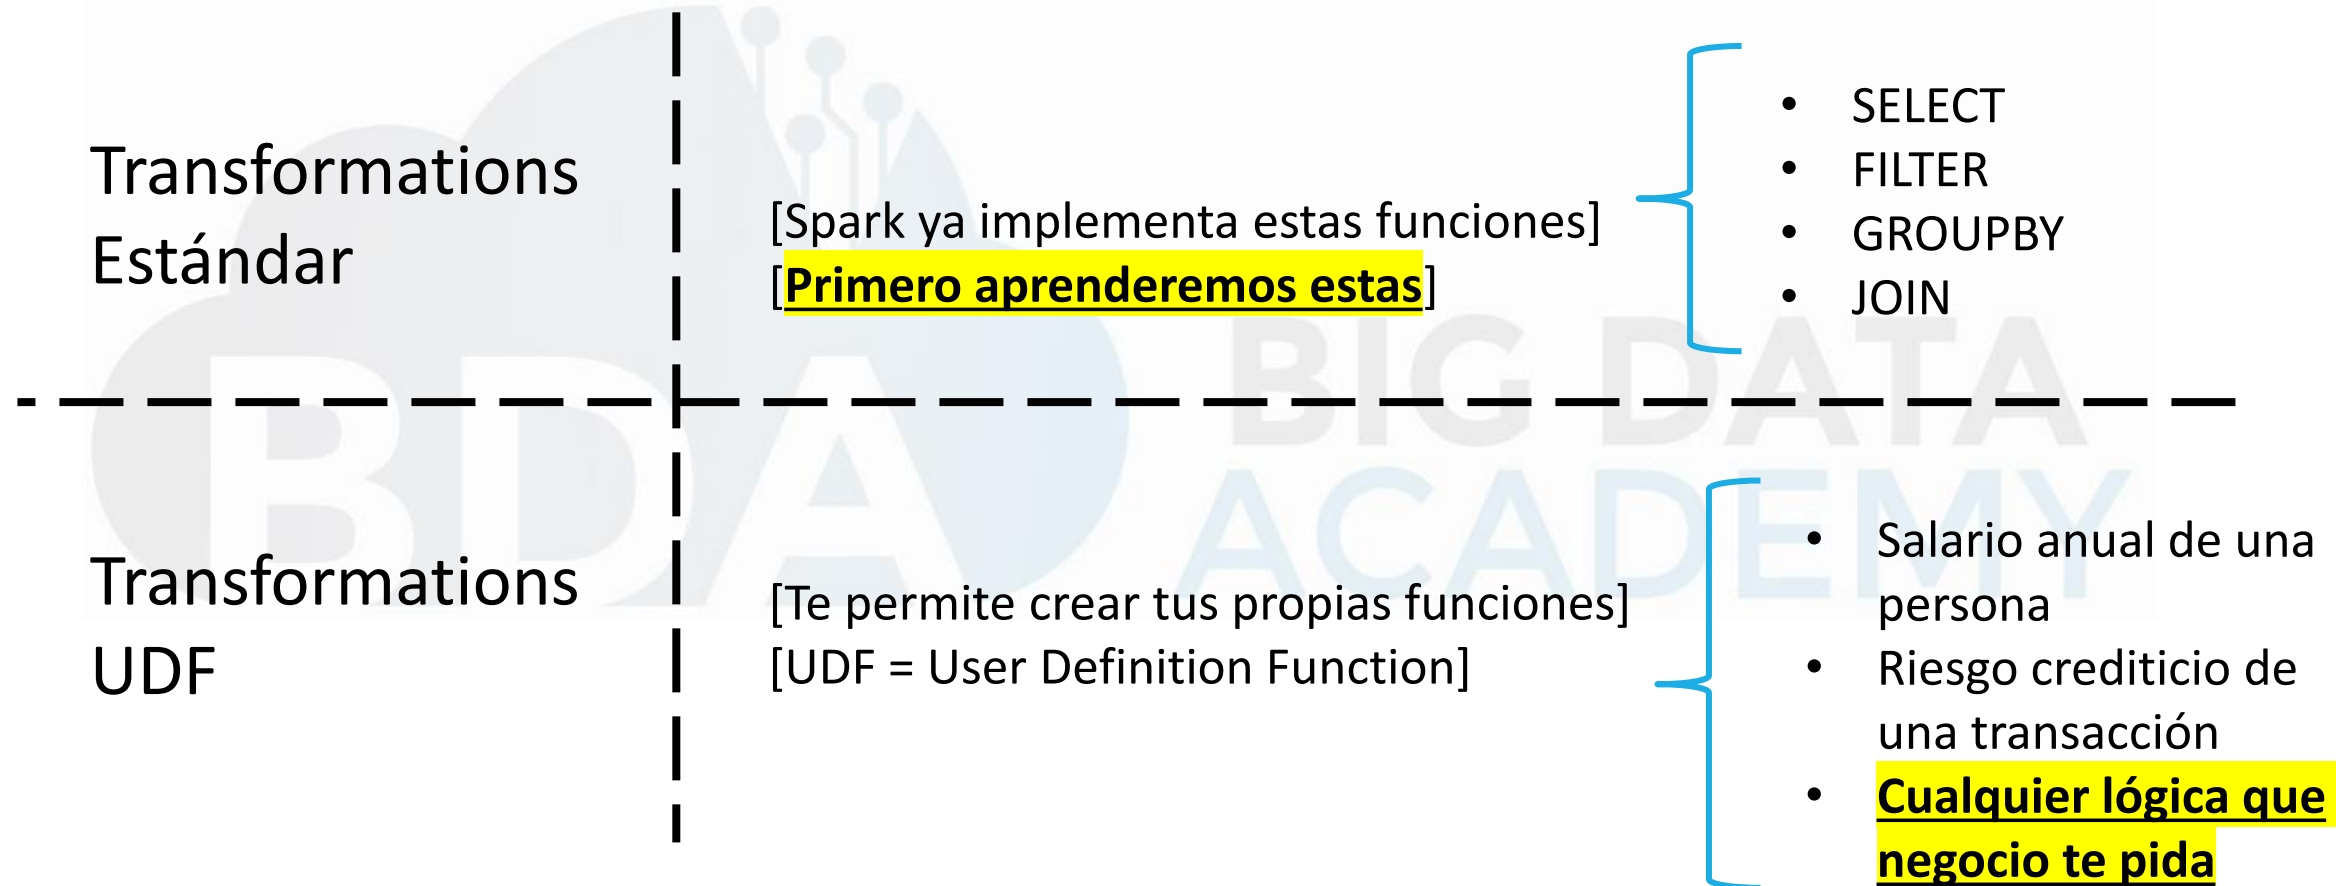 Transformations
Estándar
[Spark ya implementa estas funciones]
[Primero aprenderemos estas]
• SELECT
• FILTER
• GROUPBY
• JOIN
BDA
BIG DATA
ACADEMY
Transformations
UDF
[Te permite crear tus propias funciones]
[UDF = User Definition Function]
• Salario anual de una
persona
• Riesgo crediticio de
una transacción
• Cualquier lógica que
negocio te pida